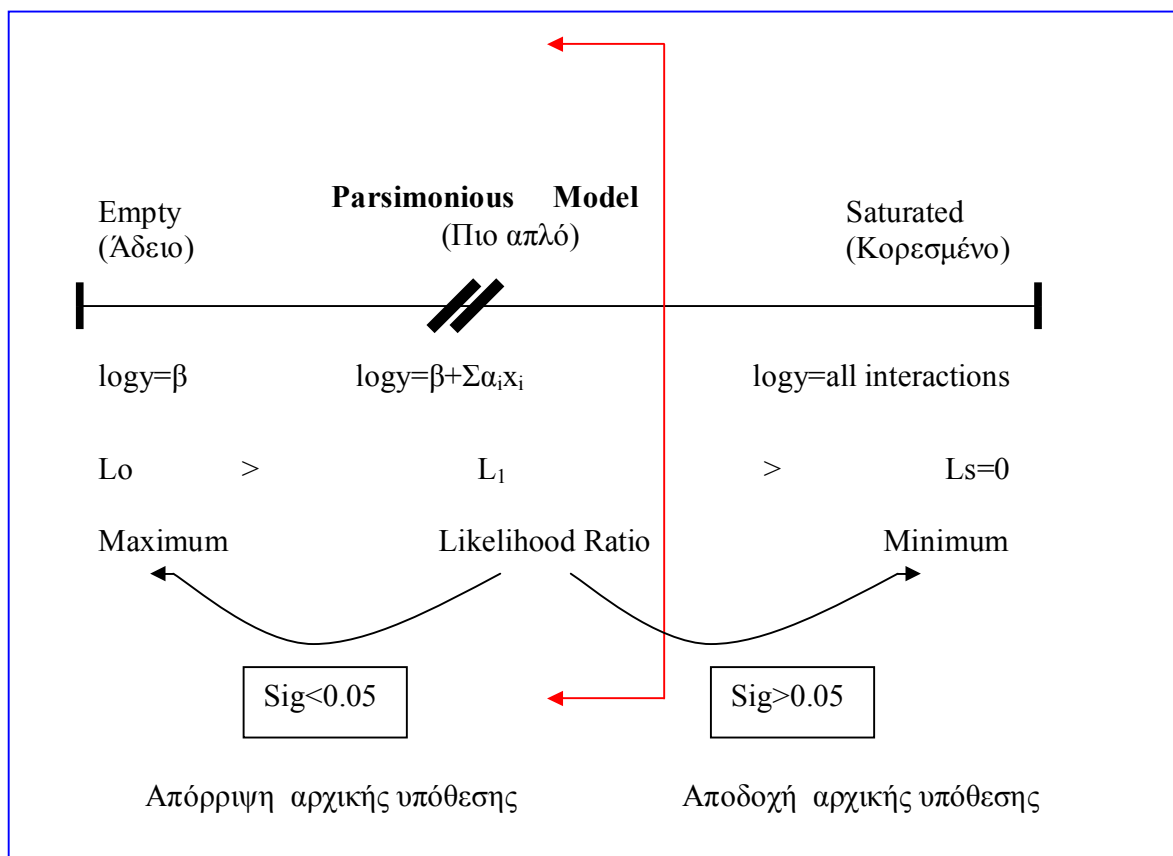 Parsimonious Model
Empty
(Άδειο)
(Πιο απλό)
Saturated
(Κορεσμένο)
logy=β logy=β+Σαᵢxᵢ logy=all interactions
Lo > L₁ > Ls=0
Maximum Likelihood Ratio Minimum
Sig<0.05 Sig>0.05
Απόρριψη αρχικής υπόθεσης Αποδοχή αρχικής υπόθεσης